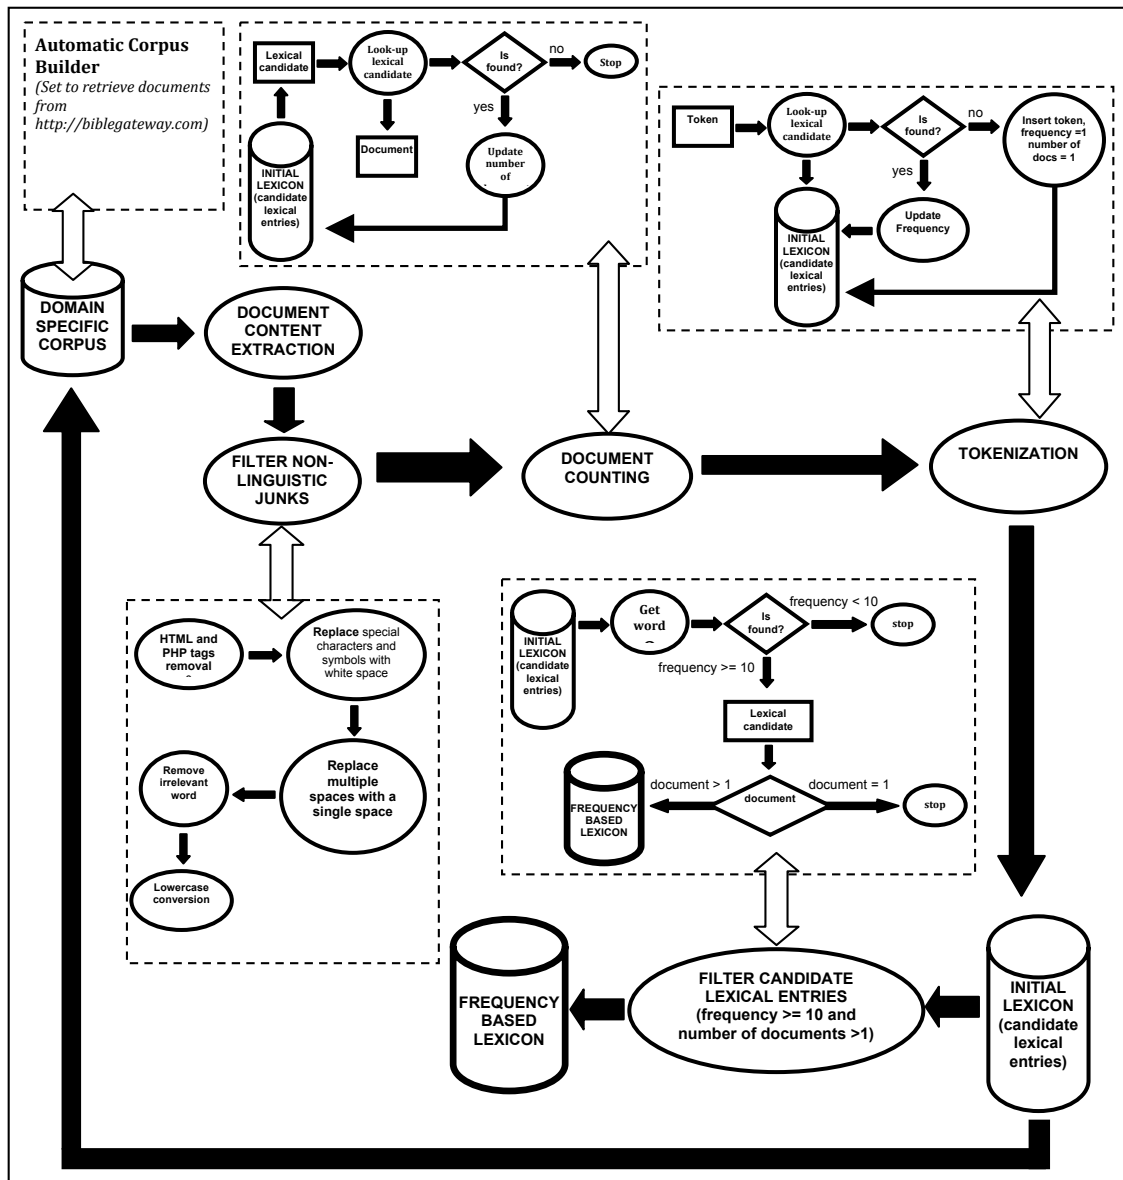 Automatic Corpus
Builder
(Set to retrieve documents
from
http://biblegateway.com)
Lexical
candidate
Look-up
lexical
candidate
Is
found?
no
Stop
yes
Document
Update
number of
INITIAL
LEXICON
(candidate
lexical
entries)
Token
Look-up
lexical
candidate
Is
found?
no
Insert token,
frequency =1
number of
docs = 1
yes
Update
Frequency
INITIAL
LEXICON
(candidate
lexical
entries)
DOMAIN
SPECIFIC
CORPUS
DOCUMENT
CONTENT
EXTRACTION
FILTER NON-
LINGUISTIC
JUNKS
DOCUMENT
COUNTING
TOKENIZATION
HTML and
PHP tags
removal
Replace special
characters and
symbols with
white space
Remove
irrelevant
word
Replace
multiple
spaces with a
single space
Lowercase
conversion
INITIAL
LEXICON
(candidate
lexical
entries)
Get
word
Is
found?
frequency < 10
stop
frequency >= 10
Lexical
candidate
document > 1
document
document = 1
stop
FREQUENCY
BASED
LEXICON
FREQUENCY
BASED
LEXICON
FILTER CANDIDATE
LEXICAL ENTRIES
(frequency >= 10 and
number of documents >1)
INITIAL
LEXICON
(candidate
lexical
entries)